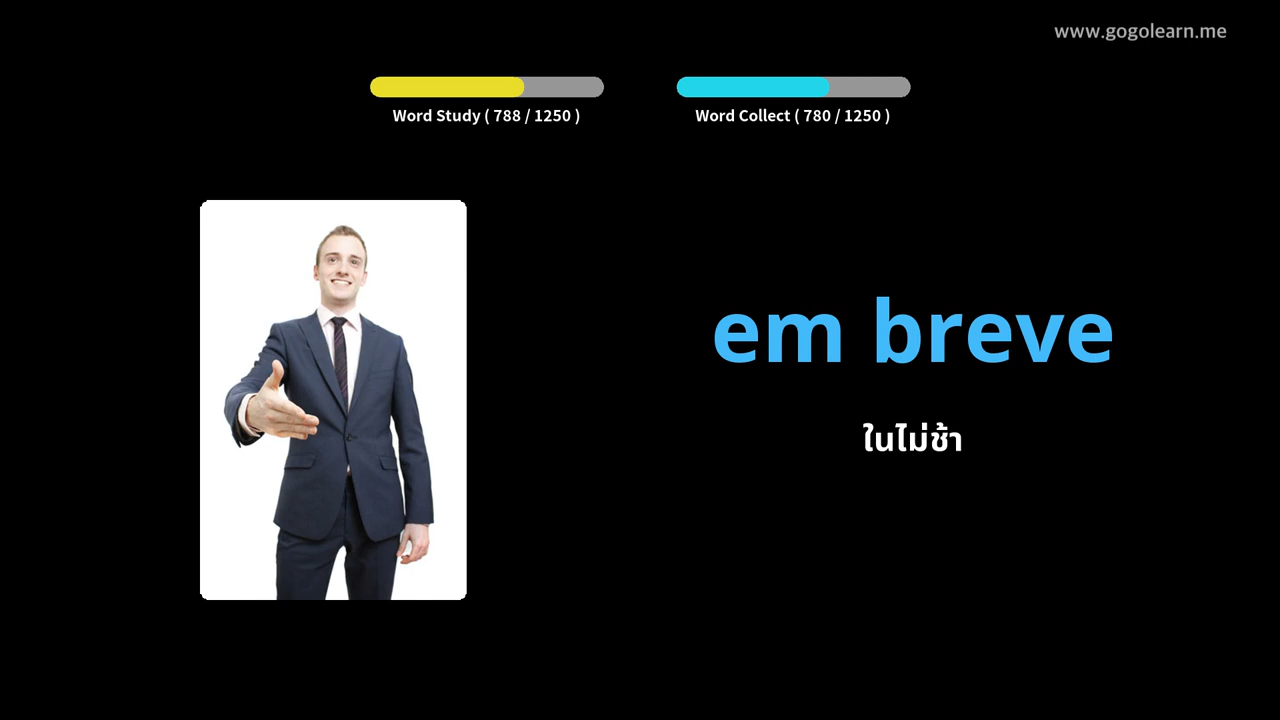 www.gogolearn.me
Word Study ( 788 / 1250 )
Word Collect ( 780 / 1250 )
em breve
ในไม่ช้า